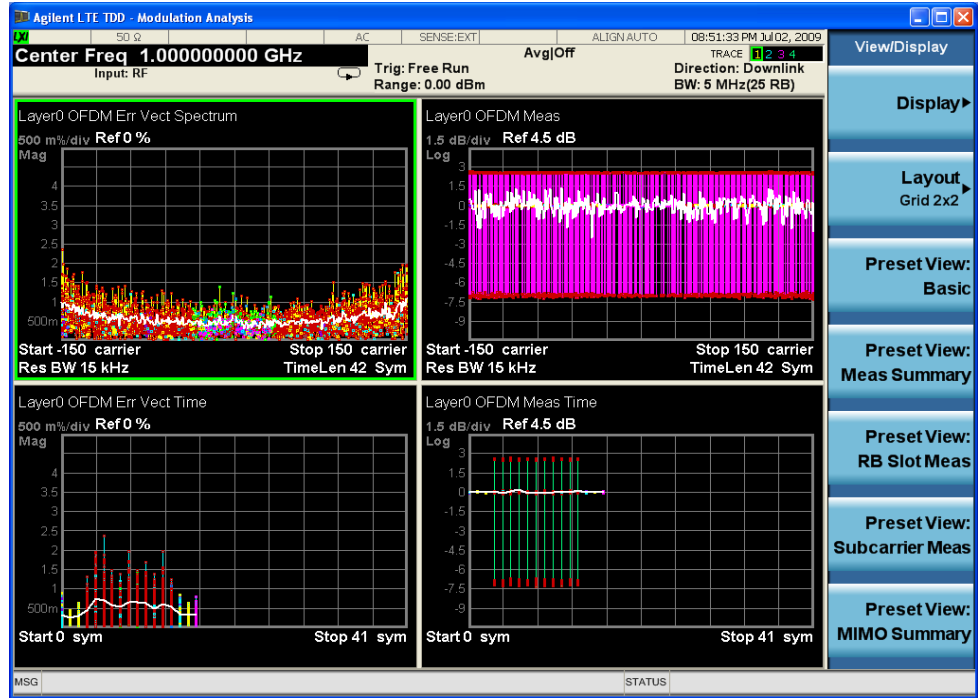 Agilent LTE TDD - Modulation Analysis
LXI 50 Ω AC SENSE:EXT ALIGN AUTO 08:51:33 PM Jul 02, 2009
Center Freq 1.000000000 GHz Avg|Off TRACE 1 2 3 4
Input: RF Trig: Free Run Direction: Downlink
Range: 0.00 dBm BW: 5 MHz(25 RB)
View/Display
Display
Layout
Grid 2x2
Preset View:
Basic
Preset View:
Meas Summary
Preset View:
RB Slot Meas
Preset View:
Subcarrier Meas
Preset View:
MIMO Summary
Layer0 OFDM Err Vect Spectrum
500 m%/div Ref 0 %
Mag
4
3.5
3
2.5
2
1.5
1
500m
Start -150 carrier Stop 150 carrier
Res BW 15 kHz TimeLen 42 Sym
Layer0 OFDM Meas
1.5 dB/div Ref 4.5 dB
Log
3
1.5
0
-1.5
-3
-4.5
-6
-7.5
-9
Start -150 carrier Stop 150 carrier
Res BW 15 kHz TimeLen 42 Sym
Layer0 OFDM Err Vect Time
500 m%/div Ref 0 %
Mag
4
3.5
3
2.5
2
1.5
1
500m
Start 0 sym Stop 41 sym
Layer0 OFDM Meas Time
1.5 dB/div Ref 4.5 dB
Log
3
1.5
0
-1.5
-3
-4.5
-6
-7.5
-9
Start 0 sym Stop 41 sym
MSG STATUS